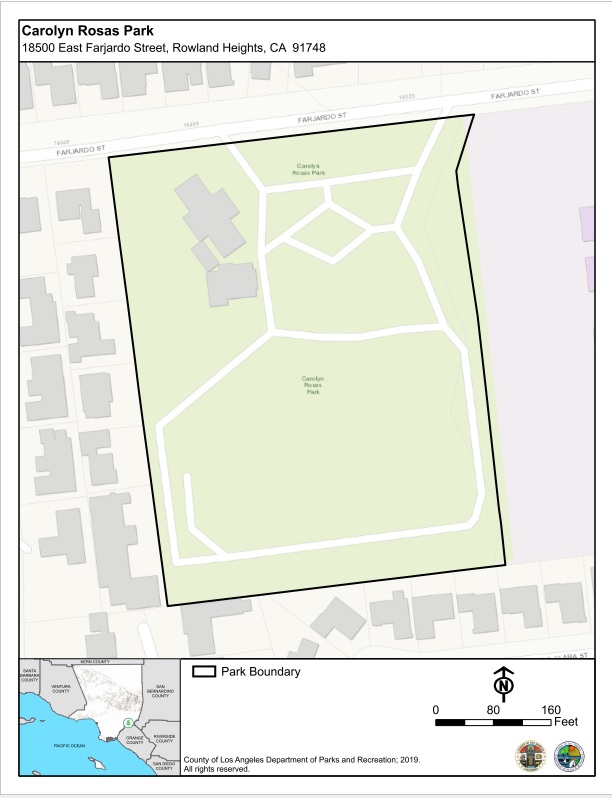 Carolyn Rosas Park
18500 East Farjardo Street, Rowland Heights, CA 91748
18535
FARJARDO ST
18499
FARJARDO ST
18449
FARJARDO ST
Carolyn
Rosas Park
Carolyn
Rosas
Park
CLARA ST
KERN COUNTY
SANTA
BARBARA
COUNTY
VENTURA
COUNTY
SAN
BERNARDINO
COUNTY
ORANGE
COUNTY
RIVERSIDE
COUNTY
PACIFIC OCEAN
SAN DIEGO
COUNTY
Park Boundary
N
0 80 160
Feet
County of Los Angeles Department of Parks and Recreation; 2019.
All rights reserved.